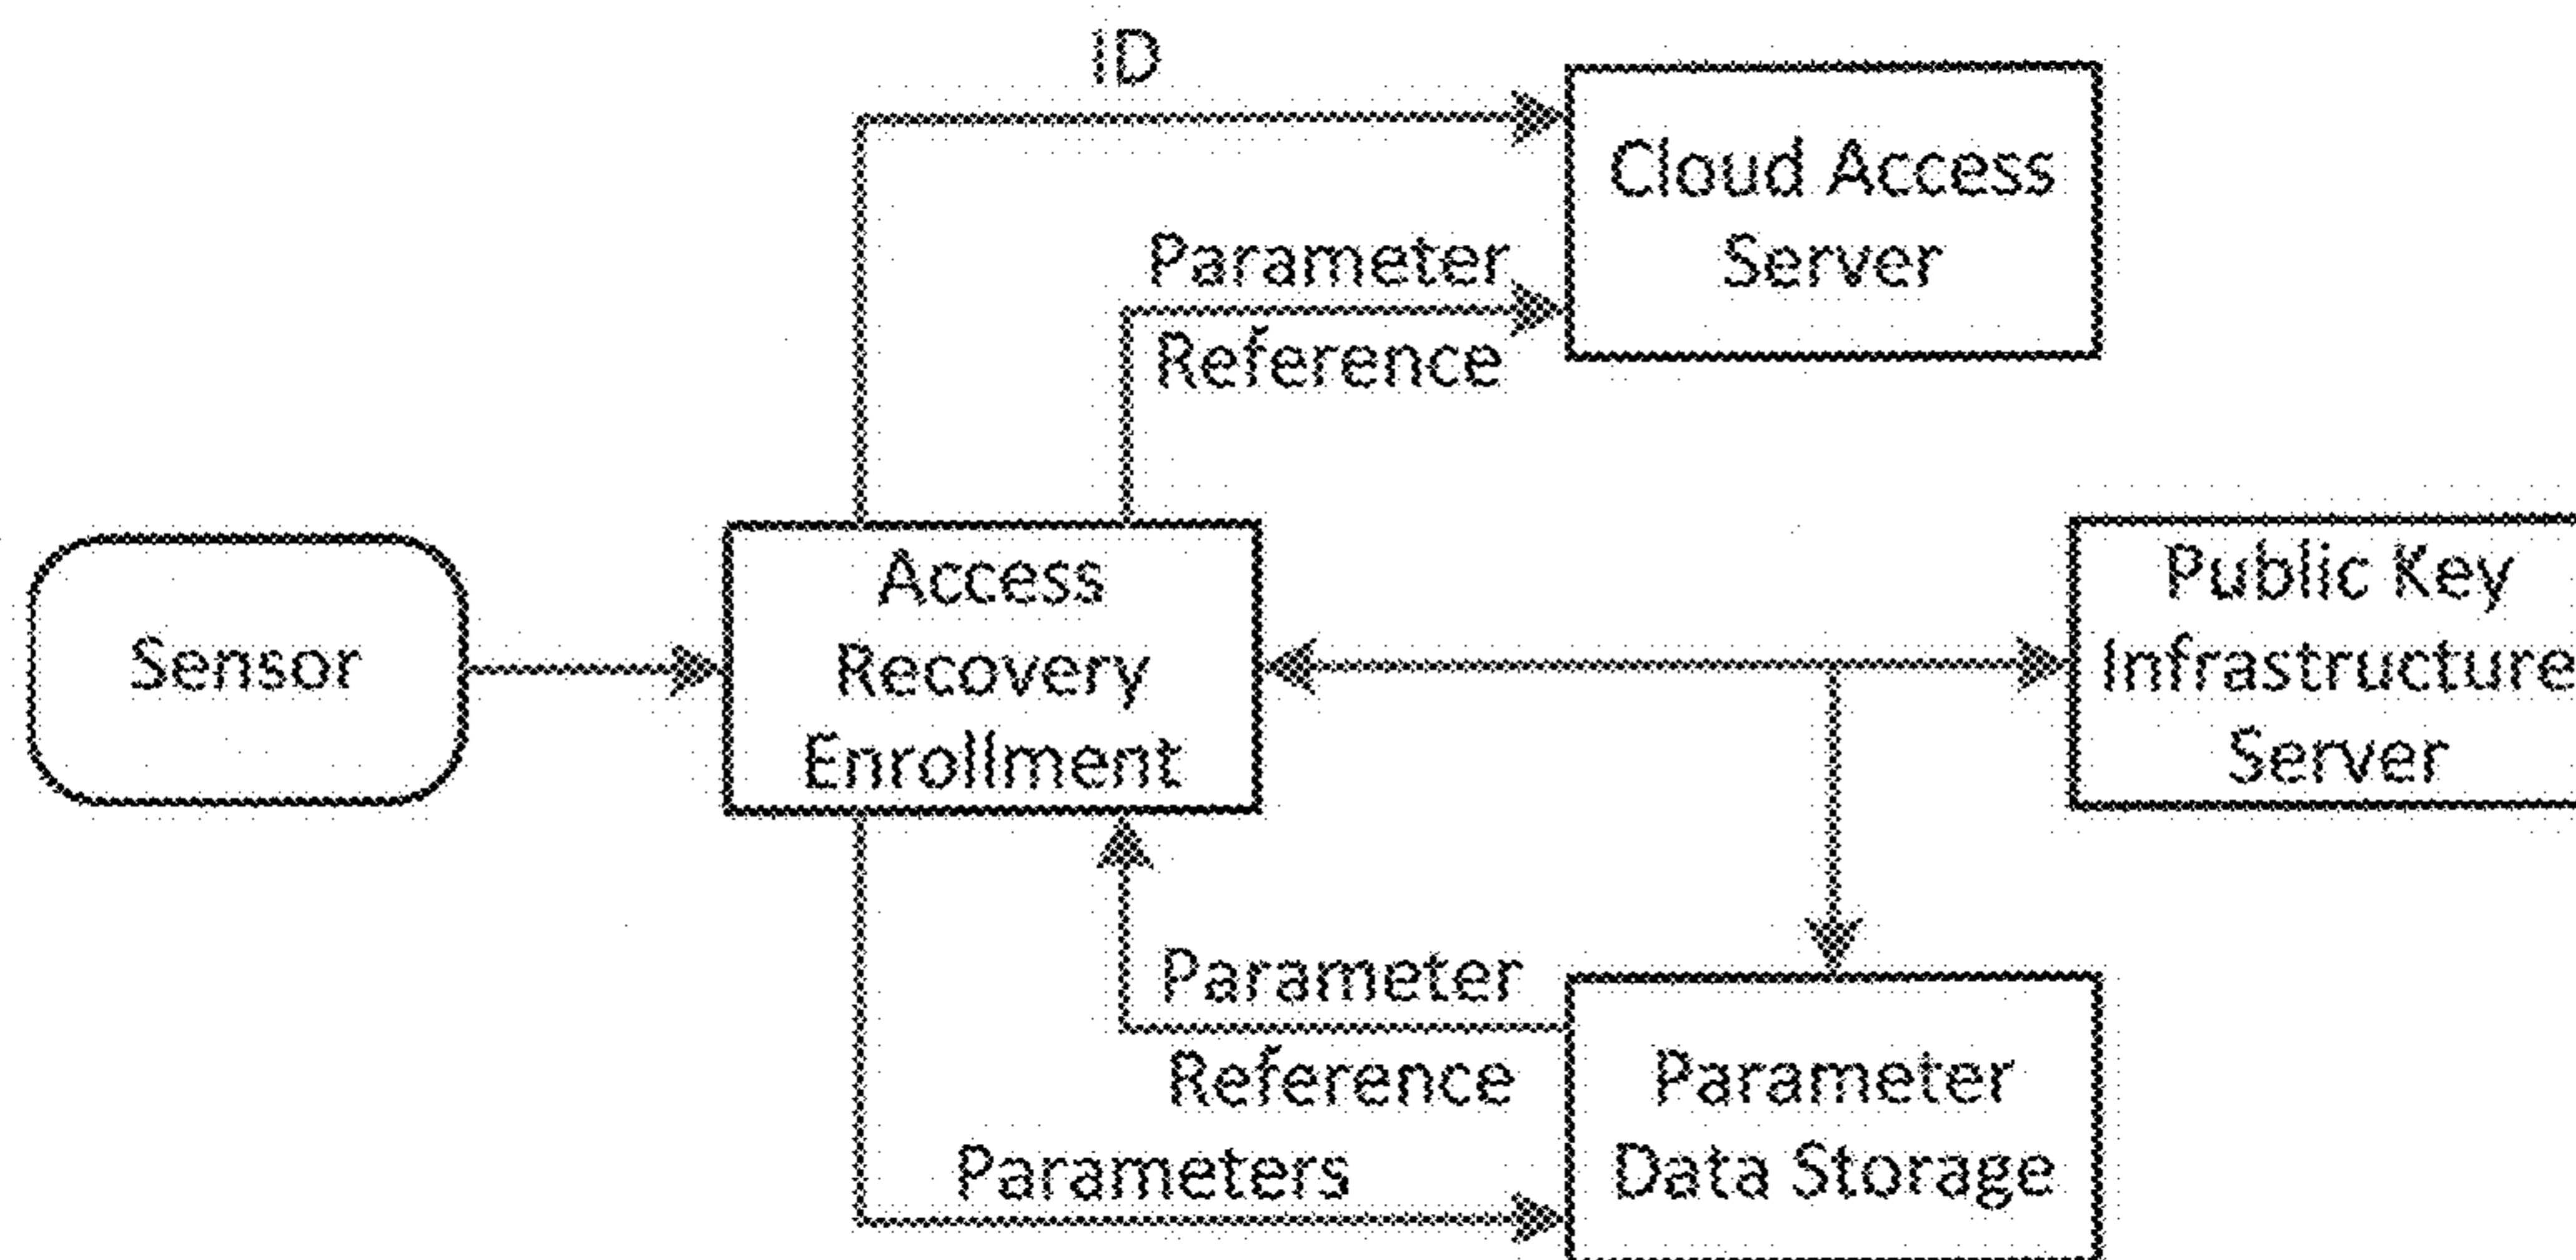 ID
Cloud Access
Server
Parameter
Reference
Sensor
Access
Recovery
Enrollment
Public Key
Infrastructure
Server
Parameter
Reference
Parameters
Parameter
Data Storage